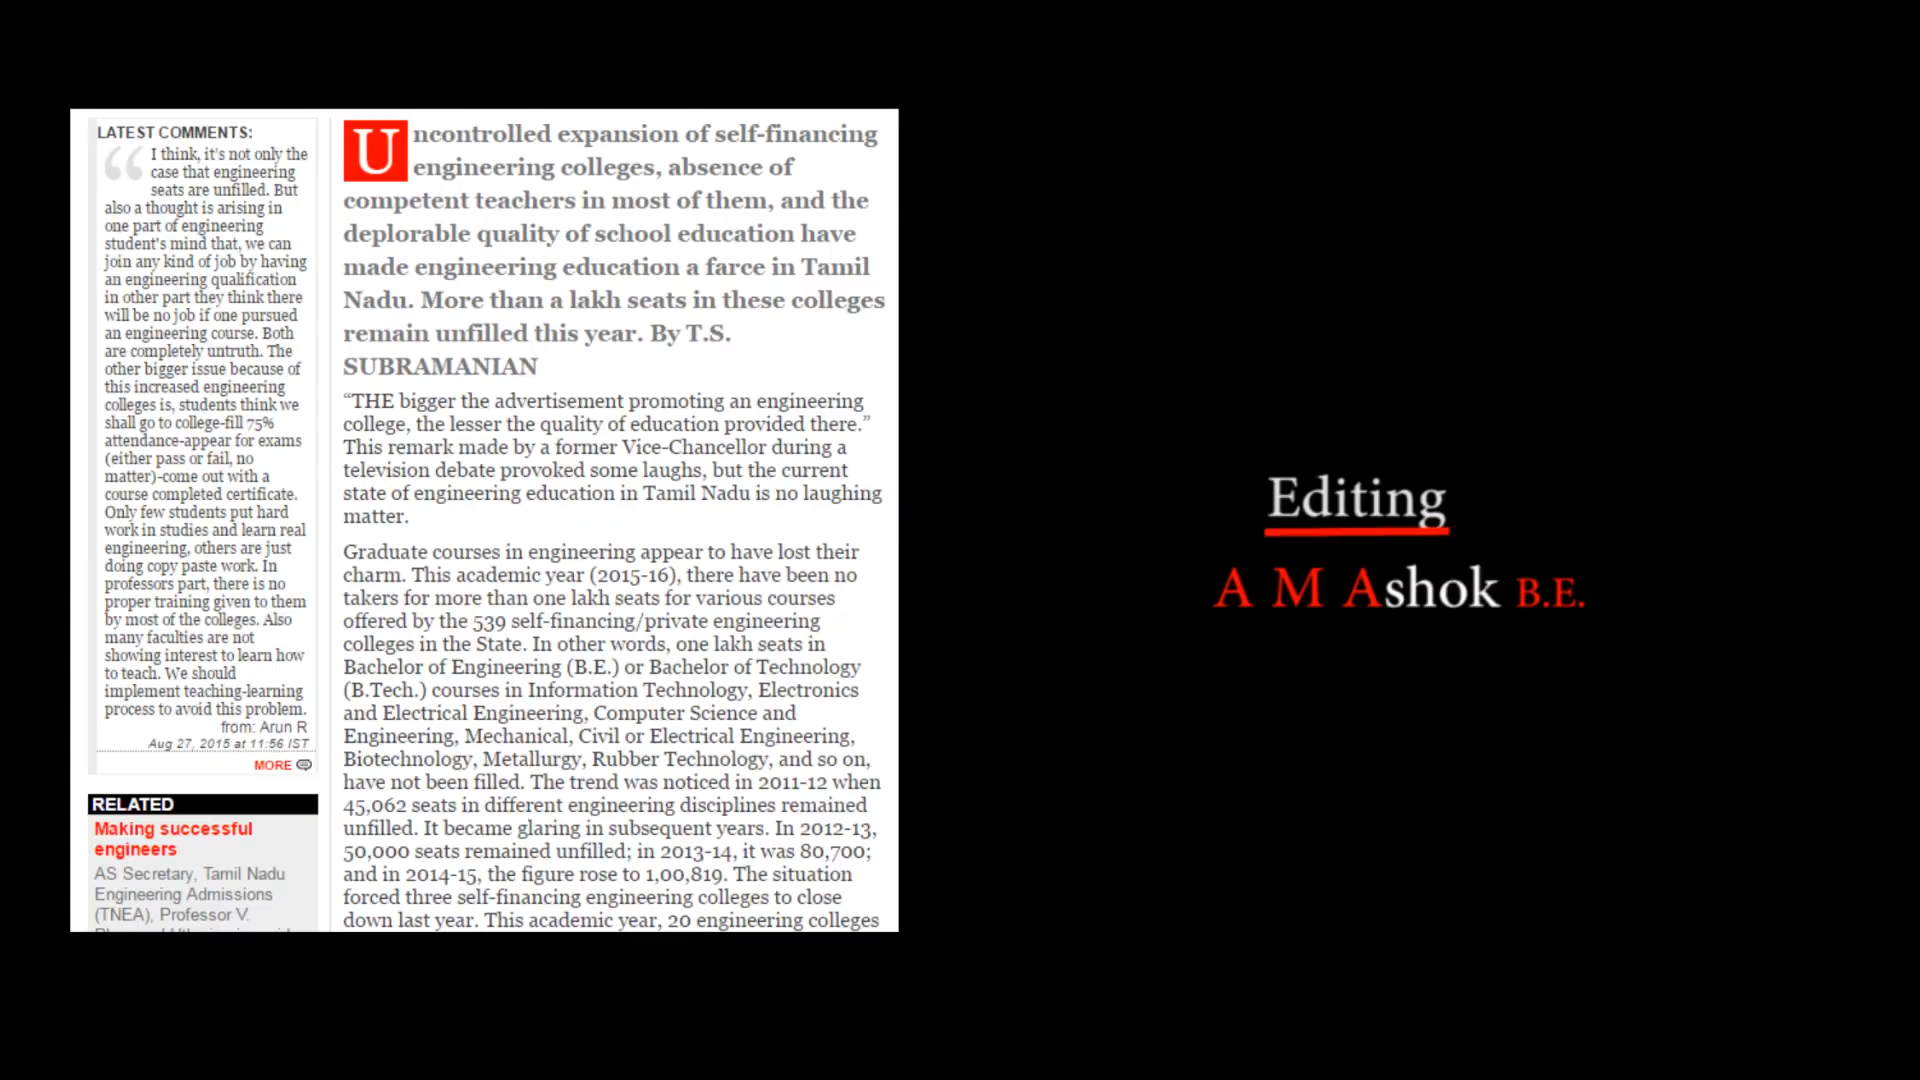 LATEST COMMENTS:
I think, it's not only the
case that engineering
seats are unfilled. But
also a thought is arising in
one part of engineering
student's mind that, we can
join any kind of job by having
an engineering qualification
in other part they think there
will be no job if one pursued
an engineering course. Both
are completely untruth. The
other bigger issue because of
this increased engineering
colleges is, students think we
shall go to college-fill 75%
attendance-appear for exams
(either pass or fail, no
matter)-come out with a
course completed certificate.
Only few students put hard
work in studies and learn real
engineering, others are just
doing copy paste work. In
professors part, there is no
proper training given to them
by most of the colleges. Also
many faculties are not
showing interest to learn how
to teach. We should
implement teaching-learning
process to avoid this problem.
from: Arun R
Aug 27, 2015 at 11:56 IST
MORE
RELATED
Making successful
engineers
AS Secretary, Tamil Nadu
Engineering Admissions
(TNEA), Professor V.
Uncontrolled expansion of self-financing
engineering colleges, absence of
competent teachers in most of them, and the
deplorable quality of school education have
made engineering education a farce in Tamil
Nadu. More than a lakh seats in these colleges
remain unfilled this year. By T.S.
SUBRAMANIAN
“THE bigger the advertisement promoting an engineering
college, the lesser the quality of education provided there.”
This remark made by a former Vice-Chancellor during a
television debate provoked some laughs, but the current
state of engineering education in Tamil Nadu is no laughing
matter.
Graduate courses in engineering appear to have lost their
charm. This academic year (2015-16), there have been no
takers for more than one lakh seats for various courses
offered by the 539 self-financing/private engineering
colleges in the State. In other words, one lakh seats in
Bachelor of Engineering (B.E.) or Bachelor of Technology
(B.Tech.) courses in Information Technology, Electronics
and Electrical Engineering, Computer Science and
Engineering, Mechanical, Civil or Electrical Engineering,
Biotechnology, Metallurgy, Rubber Technology, and so on,
have not been filled. The trend was noticed in 2011-12 when
45,062 seats in different engineering disciplines remained
unfilled. It became glaring in subsequent years. In 2012-13,
50,000 seats remained unfilled; in 2013-14, it was 80,700;
and in 2014-15, the figure rose to 1,00,819. The situation
forced three self-financing engineering colleges to close
down last year. This academic year, 20 engineering colleges
Editing
A M Ashok B.E.